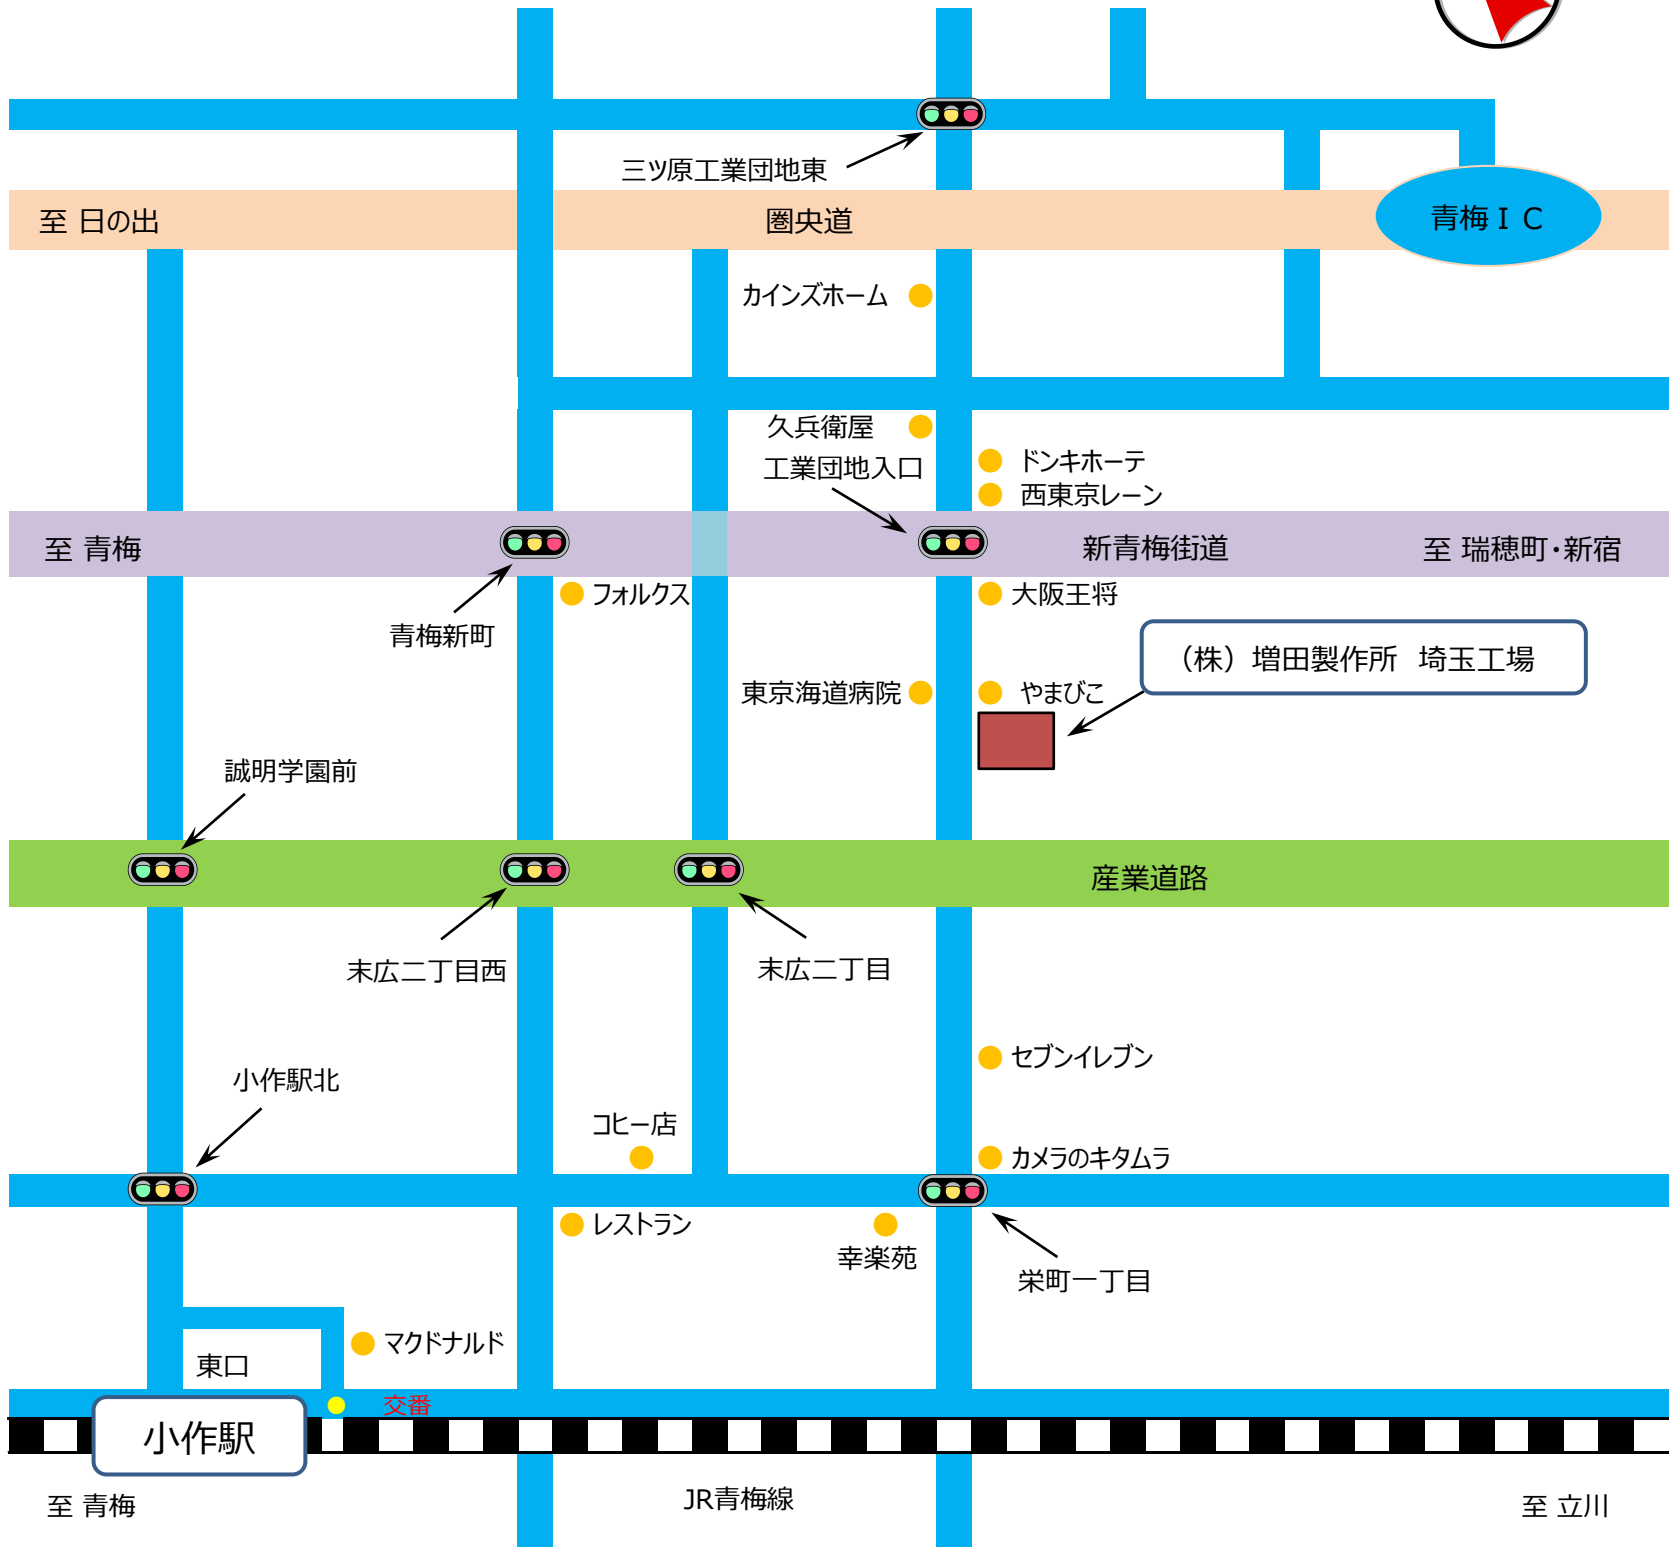 三ツ原工業団地東
至 日の出
圏央道
青梅ＩＣ
カインズホーム
久兵衛屋
工業団地入口
ドンキホーテ
西東京レーン
至 青梅
新青梅街道
至 瑞穂町・新宿
フォルクス
大阪王将
青梅新町
（株）増田製作所　埼玉工場
東京海道病院
やまびこ
誠明学園前
産業道路
末広二丁目西
末広二丁目
セブンイレブン
小作駅北
コヒー店
カメラのキタムラ
レストラン
幸楽苑
栄町一丁目
マクドナルド
東口
交番
小作駅
至 青梅
JR青梅線
至 立川